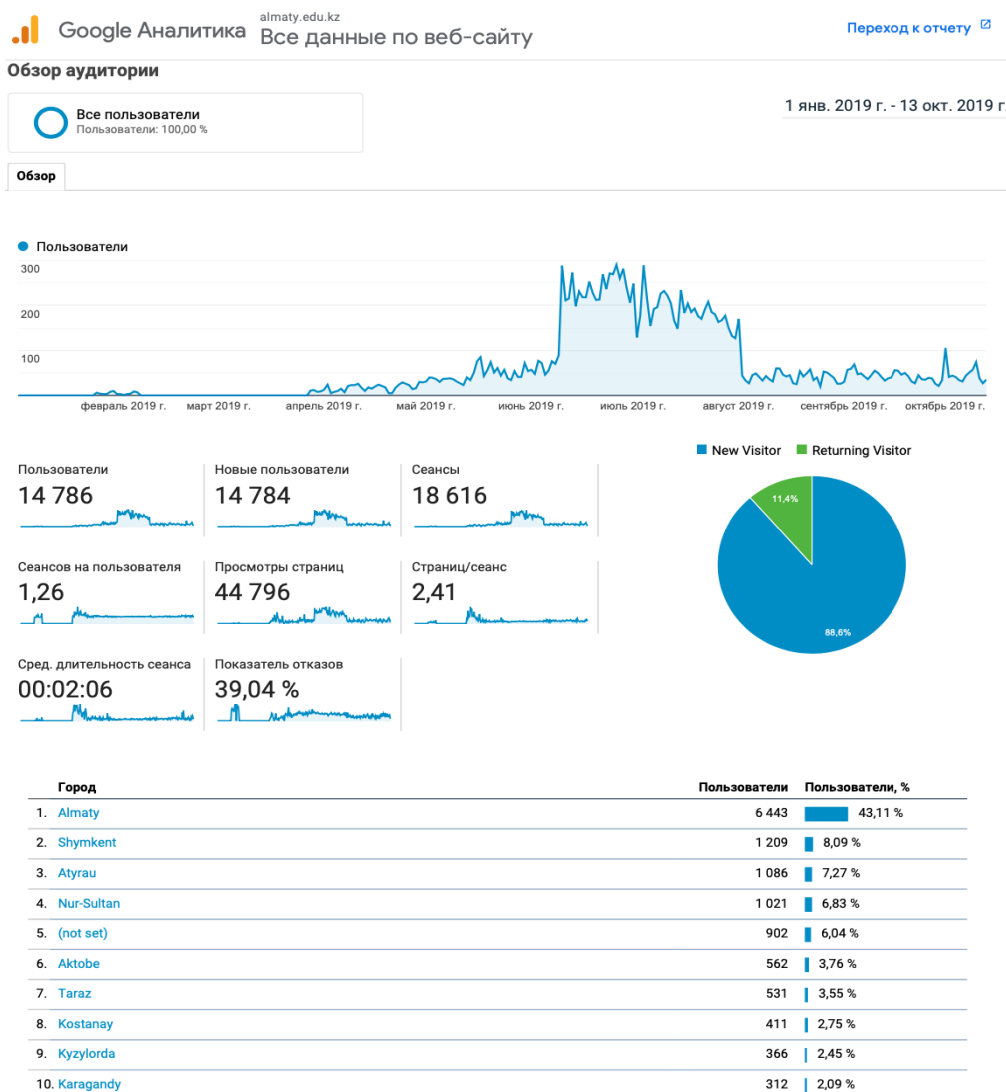 almaty.edu.kz
Google Аналитика Все данные по веб-сайту
Переход к отчету
Обзор аудитории
Все пользователи
Пользователи: 100,00 %
1 янв. 2019 г. - 13 окт. 2019 г.
Обзор
Пользователи
300
200
100
февраль 2019 г. март 2019 г. апрель 2019 г. май 2019 г. июнь 2019 г. июль 2019 г. август 2019 г. сентябрь 2019 г. октябрь 2019 г.
New Visitor Returning Visitor
11,4%
88,6%
Пользователи Новые пользователи Сеансы
14 786 14 784 18 616
Сеансов на пользователя Просмотры страниц Страниц/сеанс
1,26 44 796 2,41
Сред. длительность сеанса Показатель отказов
00:02:06 39,04 %
Город Пользователи Пользователи, %
1. Almaty 6 443 43,11 %
2. Shymkent 1 209 8,09 %
3. Atyrau 1 086 7,27 %
4. Nur-Sultan 1 021 6,83 %
5. (not set) 902 6,04 %
6. Aktobe 562 3,76 %
7. Taraz 531 3,55 %
8. Kostanay 411 2,75 %
9. Kyzylorda 366 2,45 %
10. Karagandy 312 2,09 %